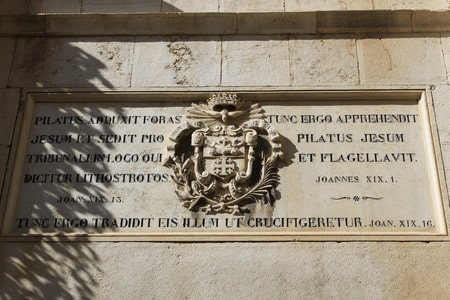 PILATUS ADDUXIT FORAS
JESUM ET SEDIT PRO
TRIBUNALI IN LOCO QUI
DICITUR LITHOSTROTOS
JOAN. XIX. 13.
TUNC ERGO APPREHENDIT
PILATUS JESUM
ET FLAGELLAVIT.
JOANNES XIX. 1.
TUNC ERGO TRADIDIT EIS ILLUM UT CRUCIFIGERETUR. JOAN. XIX. 16.